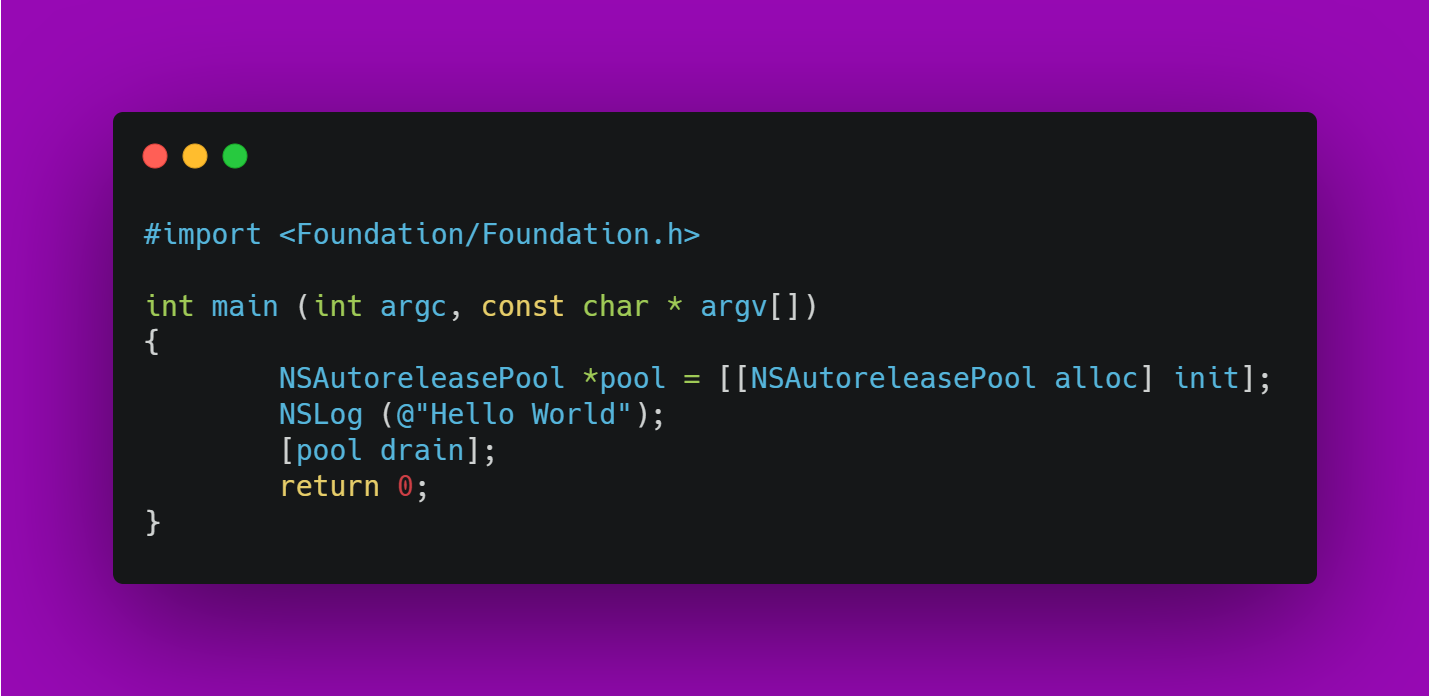 #import <Foundation/Foundation.h>

int main (int argc, const char * argv[])
{
        NSAutoreleasePool *pool = [[NSAutoreleasePool alloc] init];
        NSLog (@"Hello World");
        [pool drain];
        return 0;
}